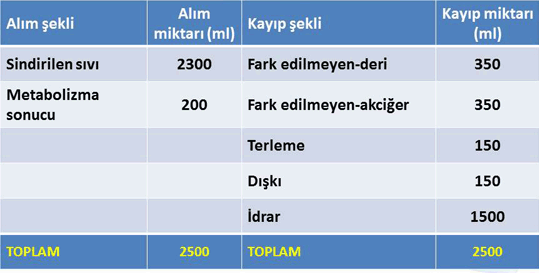 Alım şekli Alım miktarı (ml) Kayıp şekli Kayıp miktarı (ml)
Sindirilen sıvı 2300 Fark edilmeyen-deri 350
Metabolizma sonucu 200 Fark edilmeyen-akciğer 350
Terleme 150
Dışkı 150
İdrar 1500
TOPLAM 2500 TOPLAM 2500